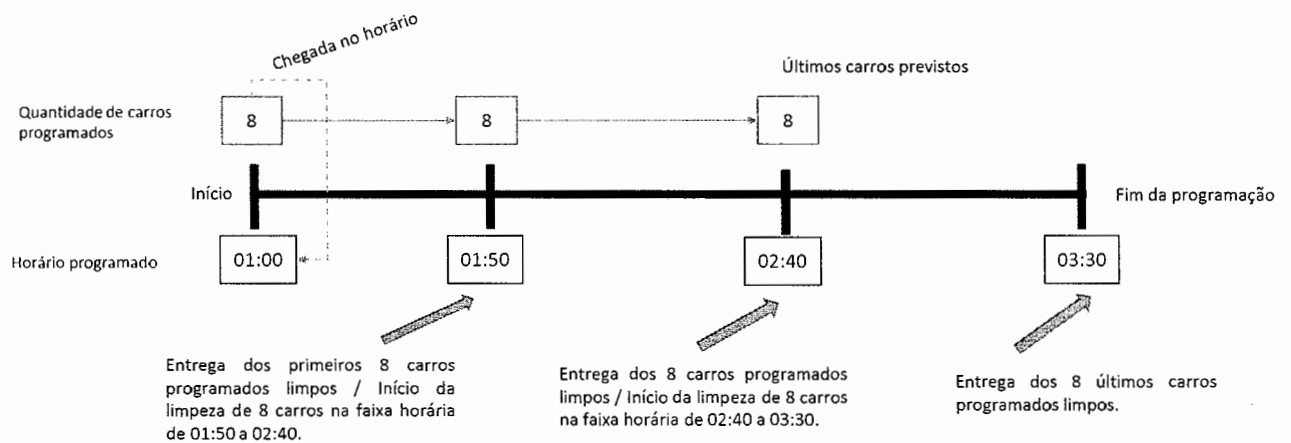 Chegada no horário
Últimos carros previstos
Quantidade de carros
programados
8
8
8
Início
Fim da programação
Horário programado
01:00
01:50
02:40
03:30
Entrega dos primeiros 8 carros
programados limpos / Início da
limpeza de 8 carros na faixa horária
de 01:50 a 02:40.
Entrega dos 8 carros programados
limpos / Início da limpeza de 8 carros
na faixa horária de 02:40 a 03:30.
Entrega dos 8 últimos carros
programados limpos.